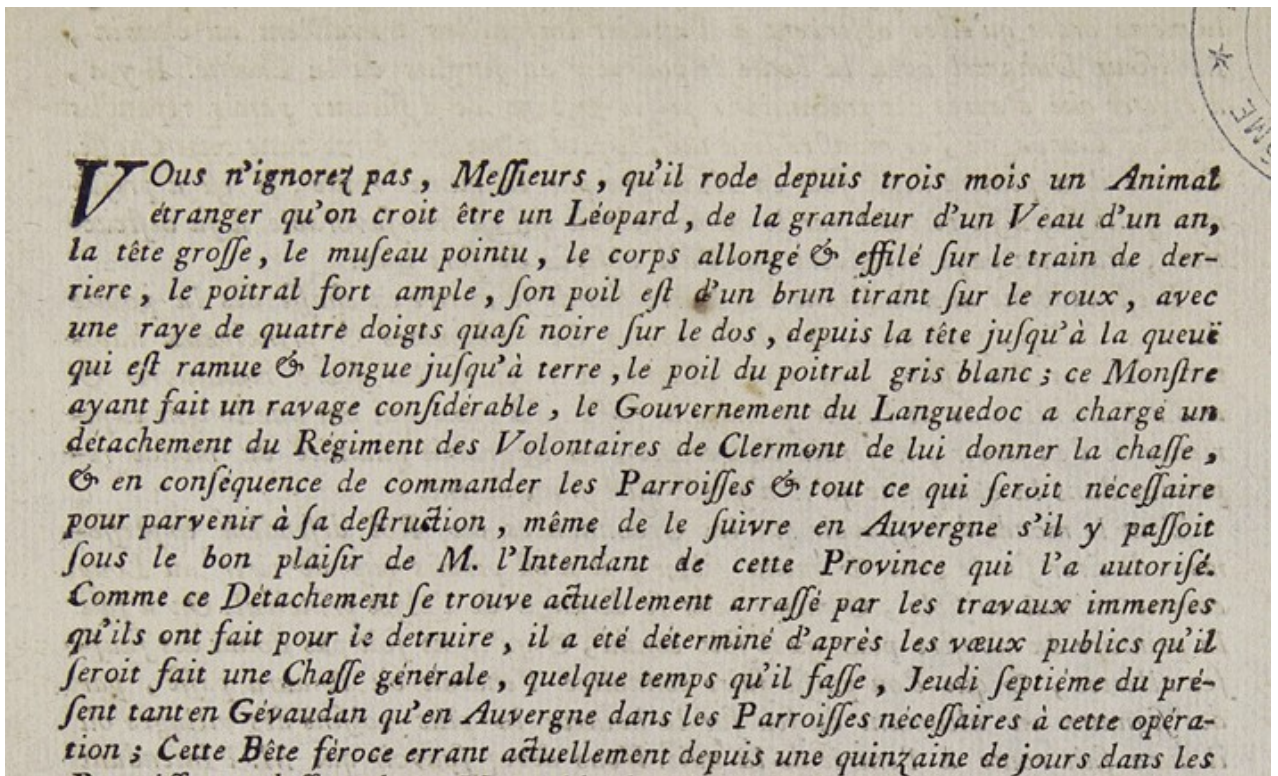 VOus n'ignorez pas, Meſſieurs, qu'il rode depuis trois mois un Animal
étranger qu'on croit être un Léopard, de la grandeur d'un Veau d'un an,
la tête groſſe, le muſeau pointu, le corps allongé & effilé ſur le train de der-
riere, le poitral fort ample, ſon poil eſt d'un brun tirant ſur le roux, avec
une raye de quatre doigts quaſi noire ſur le dos, depuis la tête juſqu'à la queuë
qui eſt ramue & longue juſqu'à terre, le poil du poitral gris blanc; ce Monſtre
ayant fait un ravage conſidérable, le Gouvernement du Languedoc a chargé un
détachement du Régiment des Volontaires de Clermont de lui donner la chaſſe,
& en conſéquence de commander les Parroiſſes & tout ce qui ſeroit néceſſaire
pour parvenir à ſa deſtruction, même de le ſuivre en Auvergne s'il y paſſoit
ſous le bon plaiſir de M. l'Intendant de cette Province qui l'a autoriſé.
Comme ce Détachement ſe trouve actuellement arraſſé par les travaux immenſes
qu'ils ont fait pour le detruire, il a été déterminé d'après les vœux publics qu'il
ſeroit fait une Chaſſe générale, quelque temps qu'il faſſe, Jeudi ſeptiéme du pré-
ſent tant en Gévaudan qu'en Auvergne dans les Parroiſſes néceſſaires à cette opéra-
tion; Cette Bête féroce errant actuellement depuis une quinzaine de jours dans les